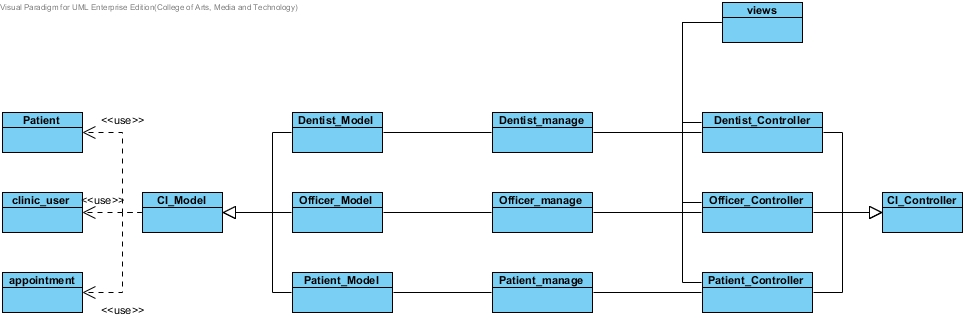 Visual Paradigm for UML Enterprise Edition(College of Arts, Media and Technology)
views
Patient
<<use>>
Dentist_Model
Dentist_manage
Dentist_Controller
clinic_user
<<use>>
CI_Model
Officer_Model
Officer_manage
Officer_Controller
CI_Controller
appointment
<<use>>
Patient_Model
Patient_manage
Patient_Controller